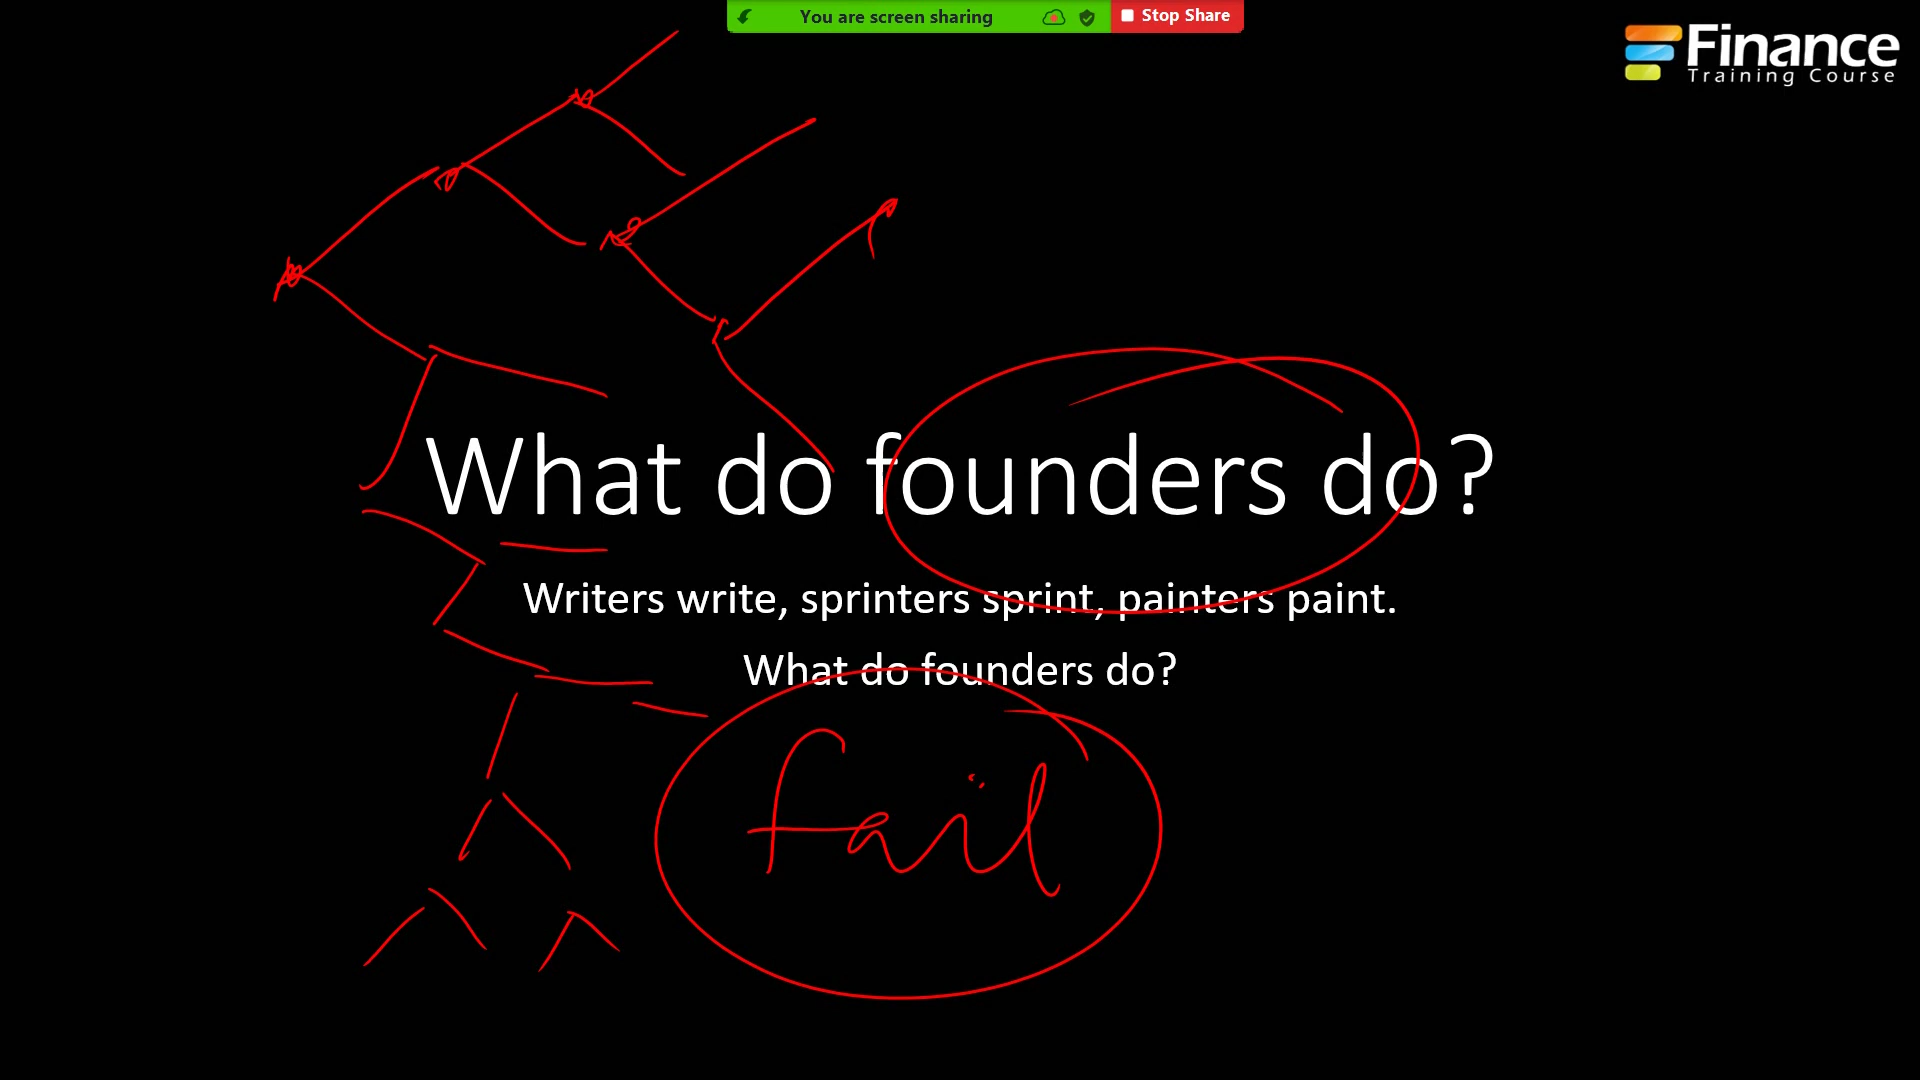 You are screen sharing Stop Share
Finance
Training Course
What do founders do?
Writers write, sprinters sprint, painters paint.
What do founders do?
fail